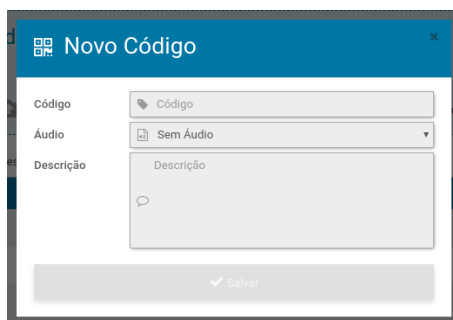 Novo Código
Código
Código
Áudio
Sem Áudio
Descrição
Descrição
Salvar